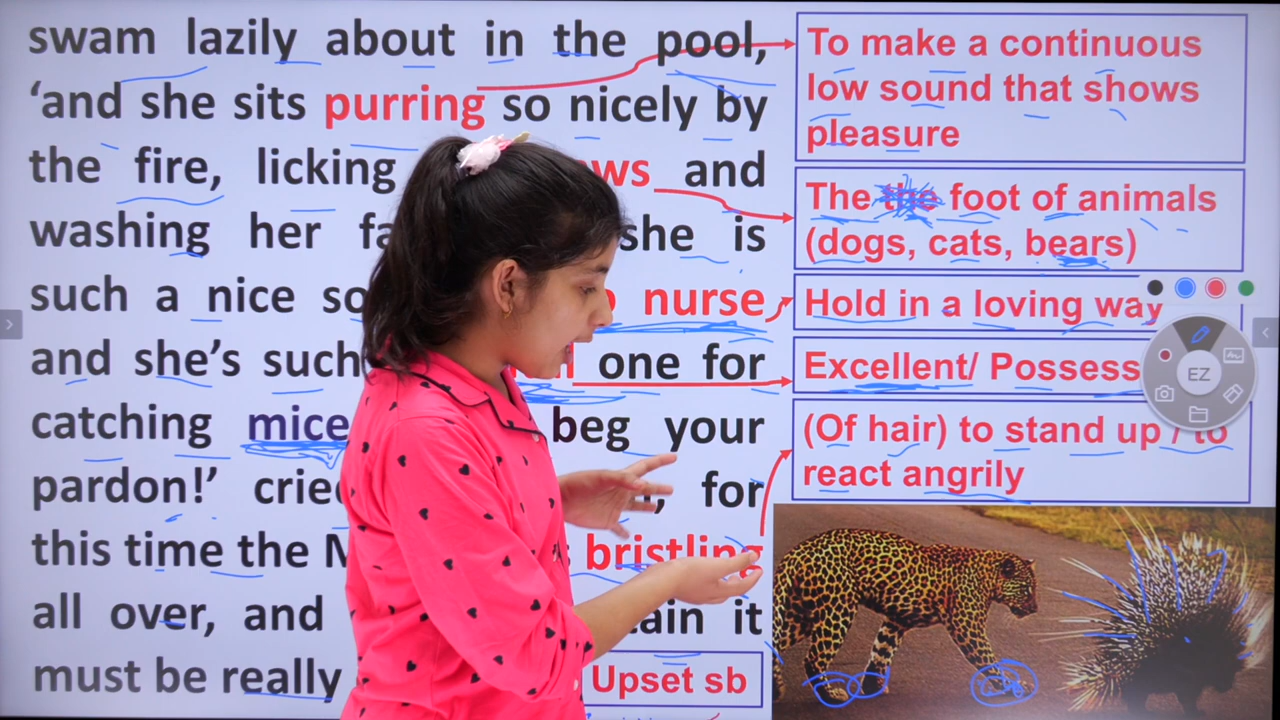 swam lazily about in the pool,
‘and she sits purring so nicely by
the fire, licking ws and
washing her fa she is
such a nice so nurse
and she’s such one for
catching mice beg your
pardon!’ crie for
this time the M bristling
all over, and tain it
must be really
Upset sb
To make a continuous
low sound that shows
pleasure
The the foot of animals
(dogs, cats, bears)
Hold in a loving way
Excellent/ Possess
(Of hair) to stand up / to
react angrily
EZ